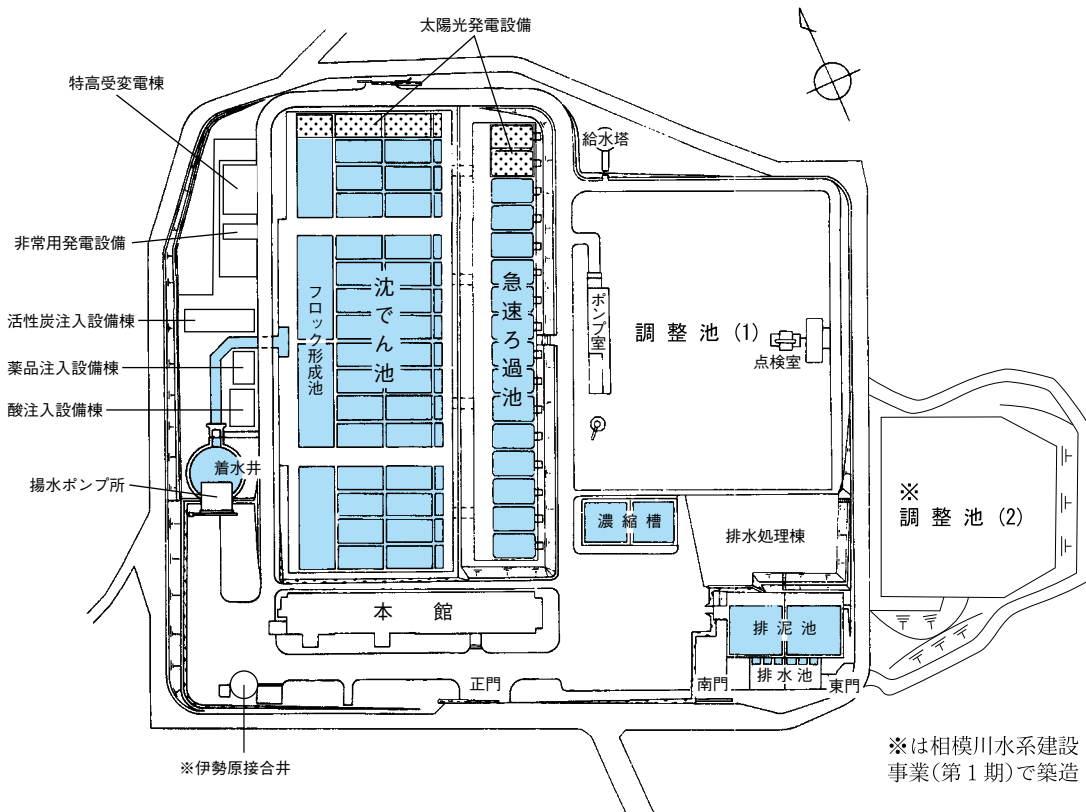 太陽光発電設備
特高受変電棟
給水塔
非常用発電設備
活性炭注入設備棟
薬品注入設備棟
酸注入設備棟
揚水ポンプ所
着水井
フロック形成池
沈でん池
急速ろ過池
ポンプ室
調整池(1)
点検室
※
調整池(2)
濃縮槽
排水処理棟
本館
排泥池
排水池
正門
南門
東門
※伊勢原接合井
※は相模川水系建設
事業(第1期)で築造